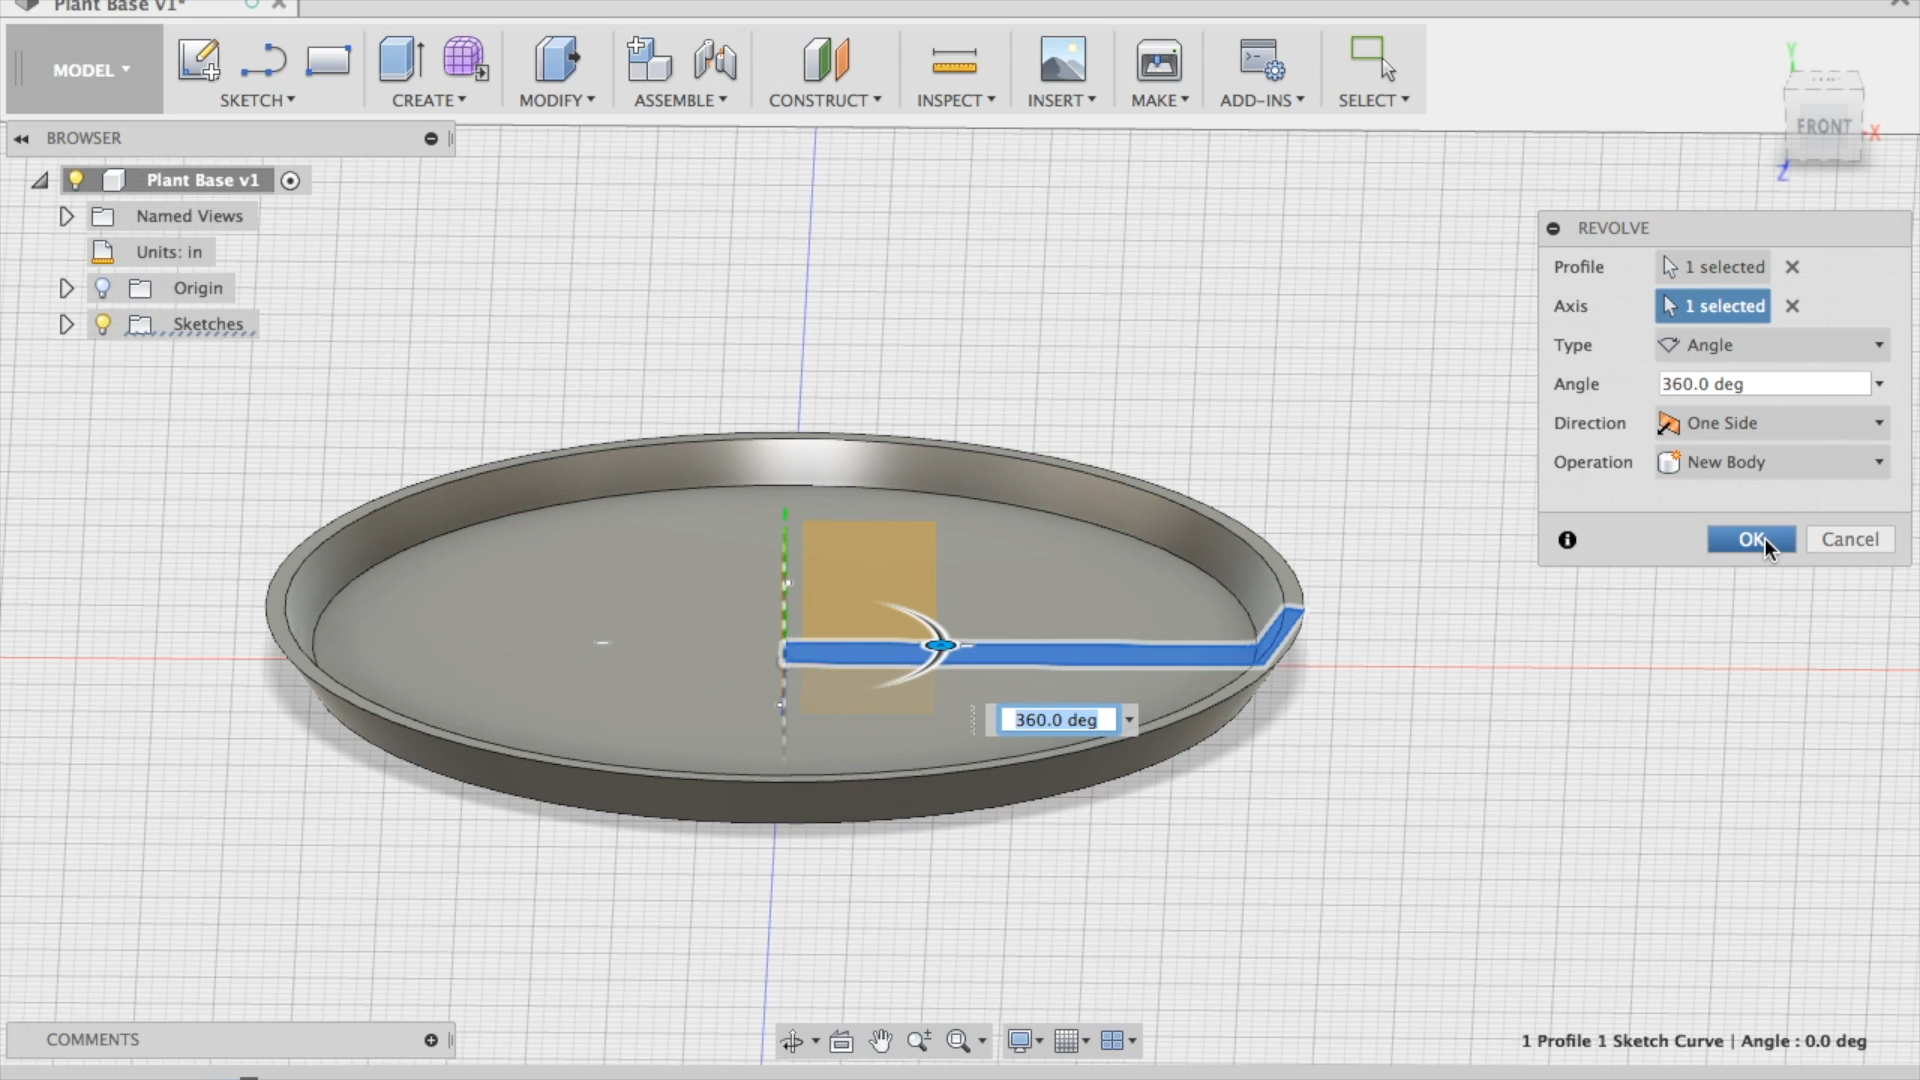 Plant Base v1*
MODEL
SKETCH
CREATE
MODIFY
ASSEMBLE
CONSTRUCT
INSPECT
INSERT
MAKE
ADD-INS
SELECT
Y
FRONT
X
Z
BROWSER
Plant Base v1
Named Views
Units: in
Origin
Sketches
REVOLVE
Profile 1 selected
Axis 1 selected
Type Angle
Angle 360.0 deg
Direction One Side
Operation New Body
OK Cancel
360.0 deg
COMMENTS
1 Profile 1 Sketch Curve | Angle : 0.0 deg